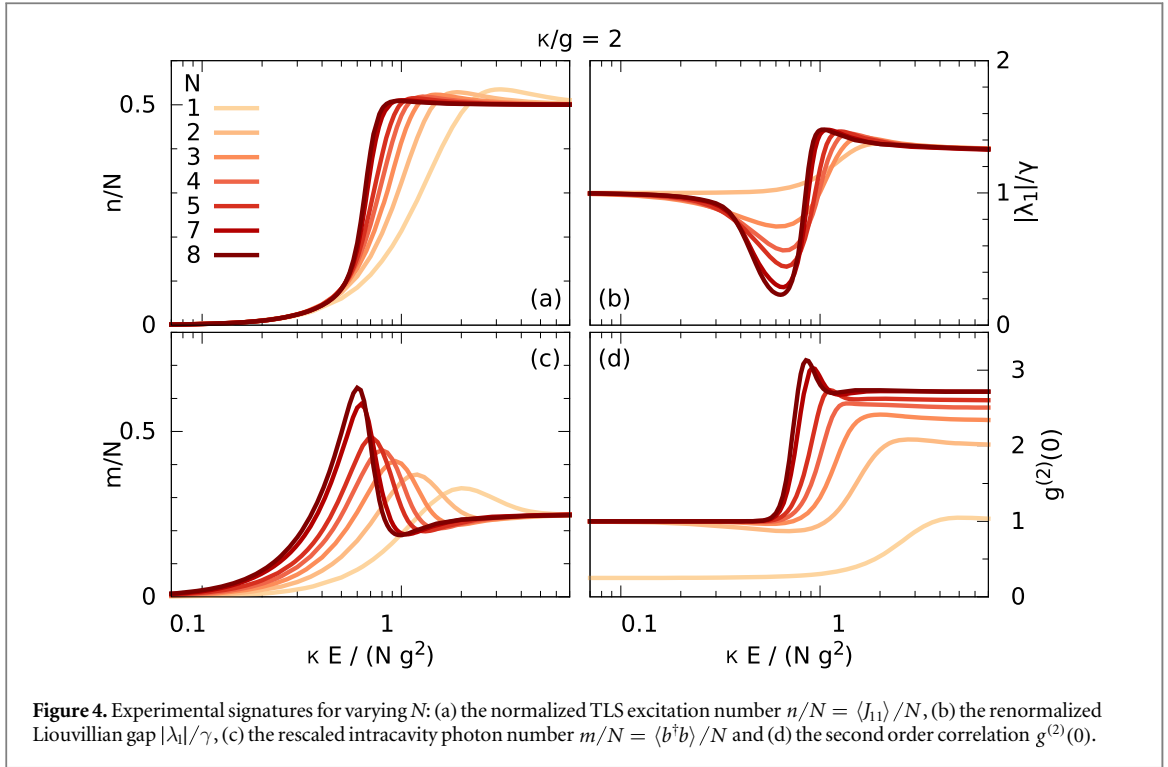 κ/g = 2
N
1
2
3
4
5
7
8
0.5
0
n/N
(a)
2
1
0
|λ1|/γ
(b)
0.5
0
m/N
(c)
0.1
1
κ E / (N g²)
3
2
1
0
g(2)(0)
(d)
0.1
1
κ E / (N g²)
Figure 4. Experimental signatures for varying N: (a) the normalized TLS excitation number n/N = ⟨J₁₁⟩/N, (b) the renormalized
Liouvillian gap |λ₁|/γ, (c) the rescaled intracavity photon number m/N = ⟨b†b⟩/N and (d) the second order correlation g⁽²⁾(0).